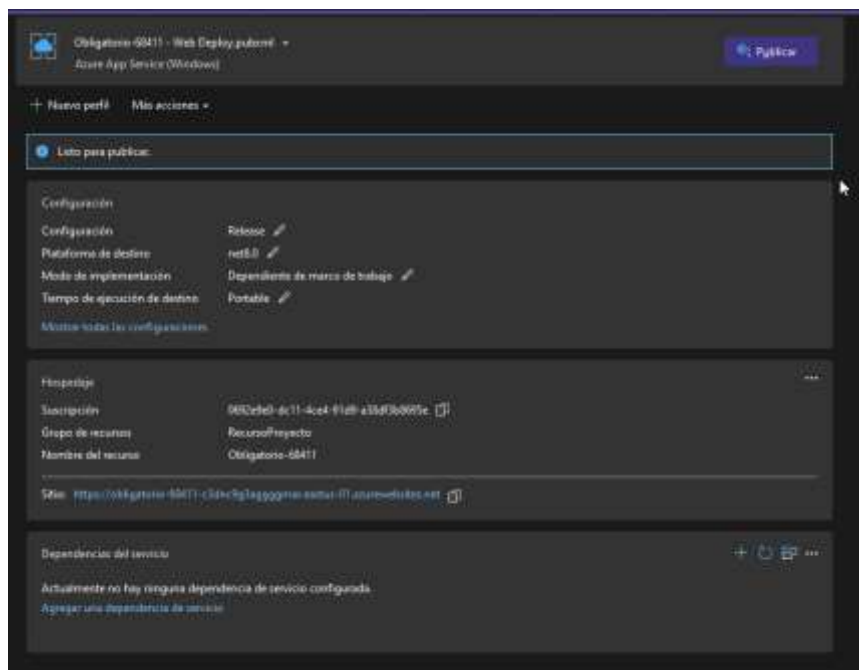 Obligatorio-68411 - Web Deploy.pubxml
Azure App Service (Windows)
Publicar
Nuevo perfil Más acciones
Listo para publicar.
Configuración
Configuración Release
Plataforma de destino net8.0
Modo de implementación Dependiente de marco de trabajo
Tiempo de ejecución de destino Portable
Mostrar todas las configuraciones
Hospedaje
Suscripción
Grupo de recursos RecursoProyecto
Nombre del recurso Obligatorio-68411
Sitio:
Dependencias del servicio
Actualmente no hay ninguna dependencia de servicio configurada.
Agregar una dependencia de servicio